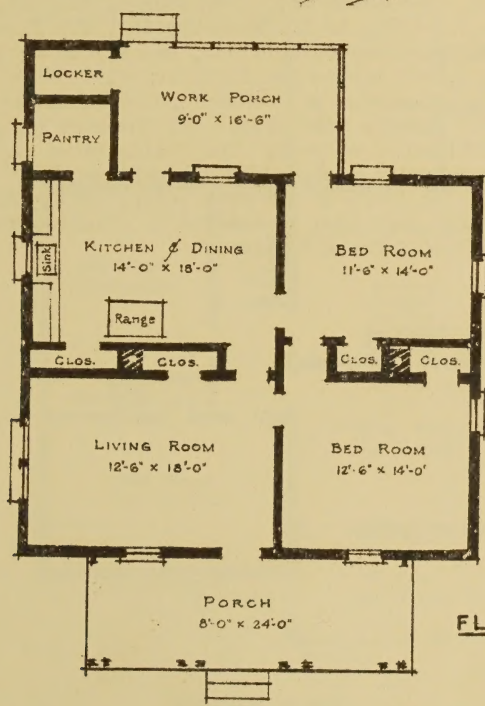 LOCKER
WORK PORCH
9'-0" × 16'-6"
PANTRY
KITCHEN & DINING
14'-0" × 18'-0"
Sink
Range
BED ROOM
11'-6" × 14'-0"
CLOS.
CLOS.
CLOS.
CLOS.
LIVING ROOM
12'-6" × 18'-0"
BED ROOM
12'-6" × 14'-0"
PORCH
8'-0" × 24'-0"
FL